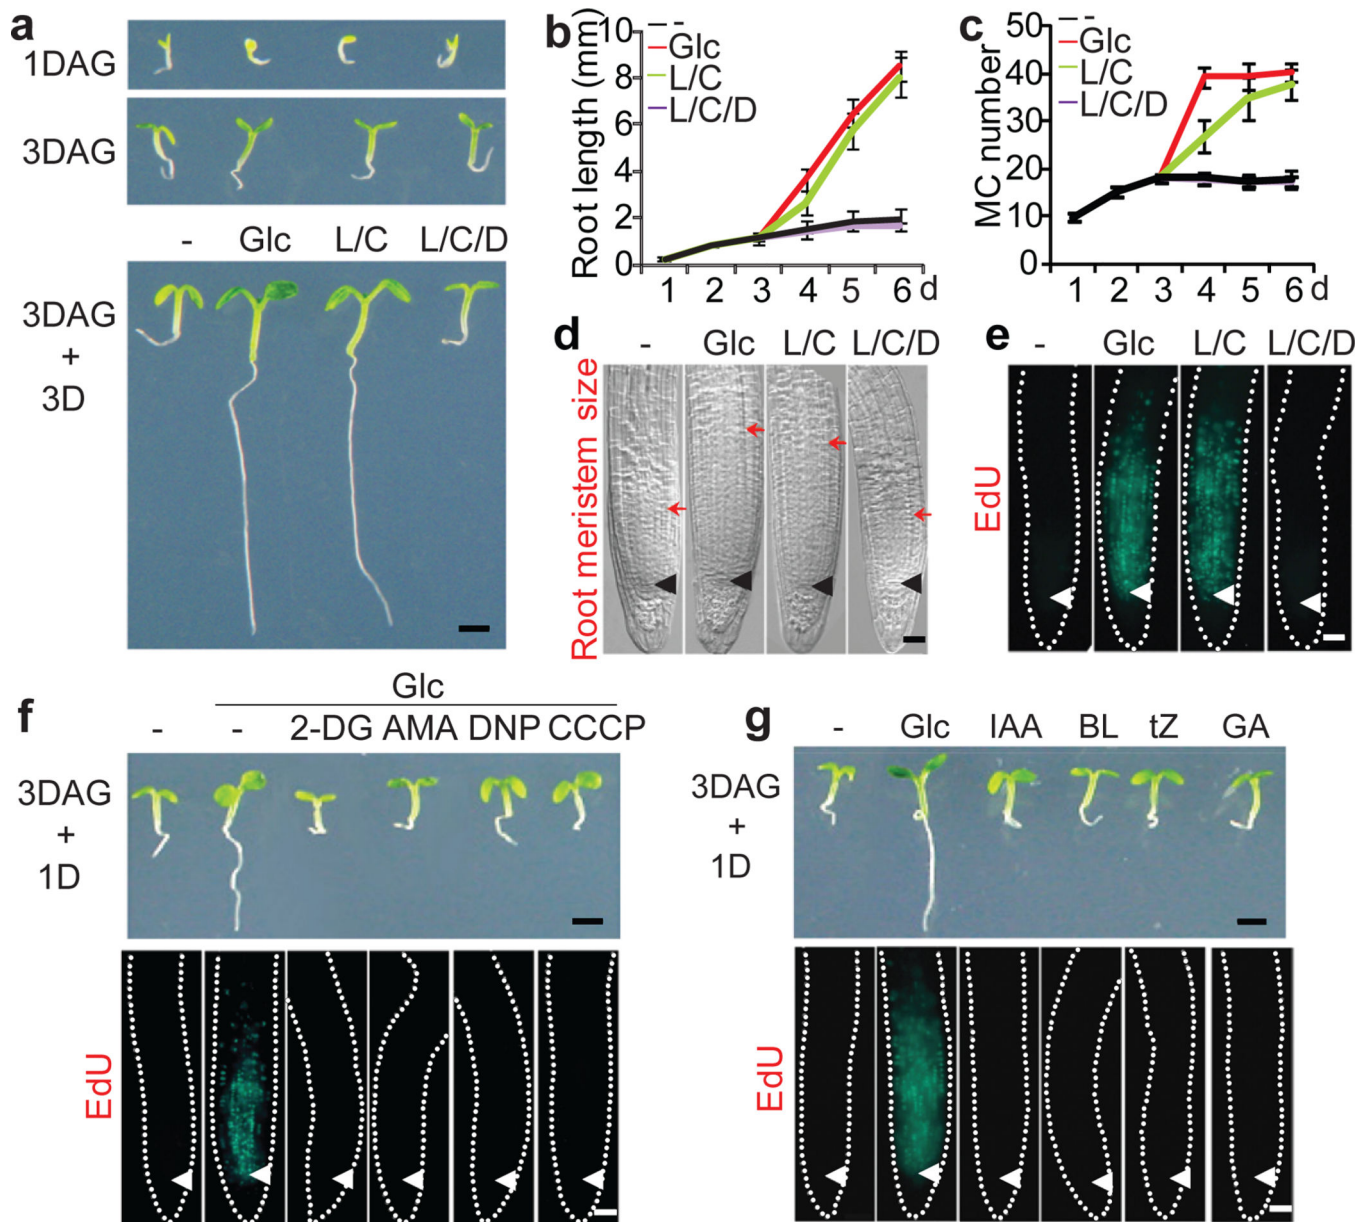 a
1DAG
3DAG
- Glc L/C L/C/D
3DAG
+
3D
b
Root length (mm)
10
8
6
4
2
0
-
Glc
L/C
L/C/D
1 2 3 4 5 6 d
c
MC number
50
40
30
20
10
0
-
Glc
L/C
L/C/D
1 2 3 4 5 6 d
d
- Glc L/C L/C/D
Root meristem size
e
- Glc L/C L/C/D
EdU
f
Glc
- - 2-DG AMA DNP CCCP
3DAG
+
1D
EdU
g
- Glc IAA BL tZ GA
3DAG
+
1D
EdU